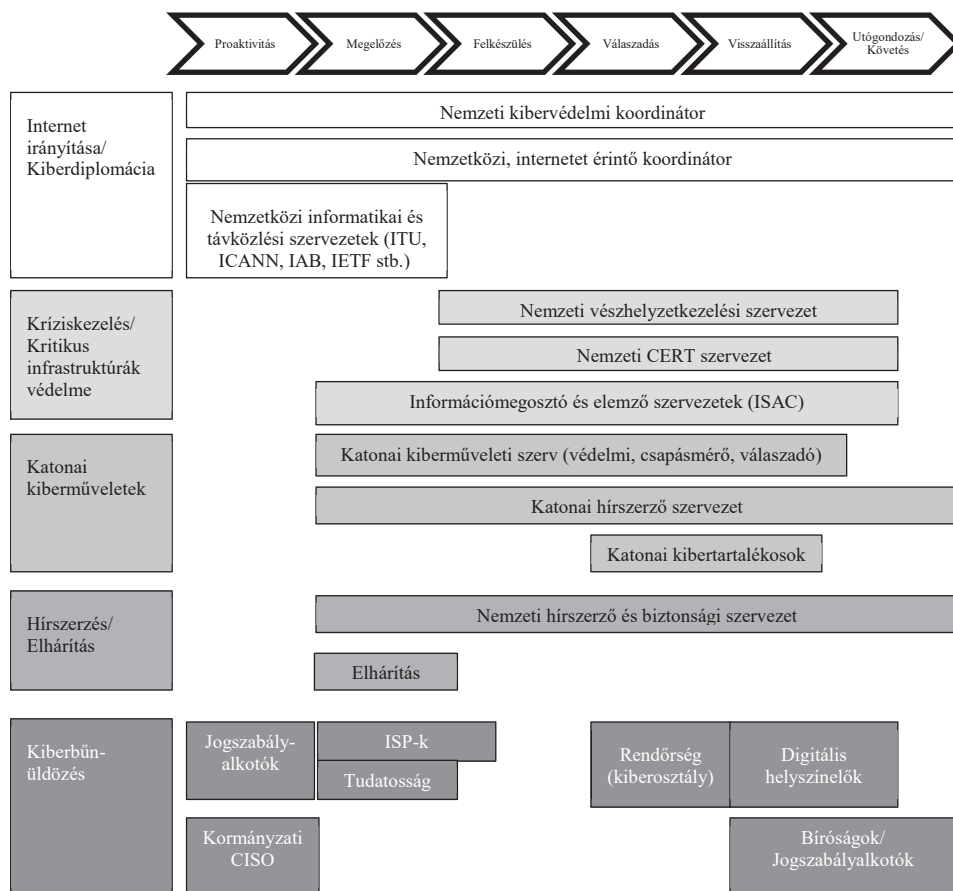 Proaktivitás
Megelőzés
Felkészülés
Válaszadás
Visszaállítás
Utógondozás/
Követés
Internet
irányítása/
Kiberdiplomácia
Nemzeti kibervédelmi koordinátor
Nemzetközi, internetet érintő koordinátor
Nemzetközi informatikai és
távközlési szervezetek (ITU,
ICANN, IAB, IETF stb.)
Kríziskezelés/
Kritikus
infrastruktúrák
védelme
Nemzeti vészhelyzetkezelési szervezet
Nemzeti CERT szervezet
Információmegosztó és elemző szervezetek (ISAC)
Katonai
kiberműveletek
Katonai kiberműveleti szerv (védelmi, csapásmérő, válaszadó)
Katonai hírszerző szervezet
Katonai kibertartalékosok
Hírszerzés/
Elhárítás
Nemzeti hírszerző és biztonsági szervezet
Elhárítás
Kiberbűn-
üldözés
Jogszabály-
alkotók
ISP-k
Tudatosság
Rendőrség
(kiberosztály)
Digitális
helyszínelők
Kormányzati
CISO
Bíróságok/
Jogszabályalkotók